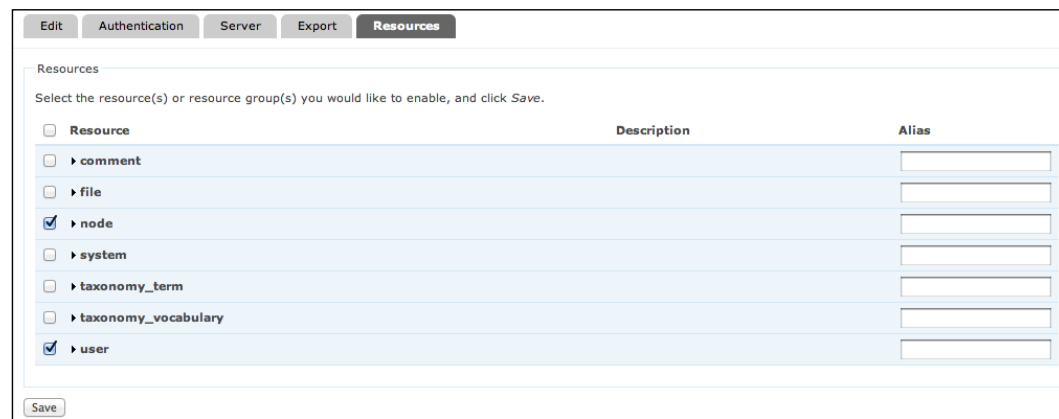 Edit Authentication Server Export Resources
Resources
Select the resource(s) or resource group(s) you would like to enable, and click Save.
Resource Description Alias
comment
file
node
system
taxonomy_term
taxonomy_vocabulary
user
Save